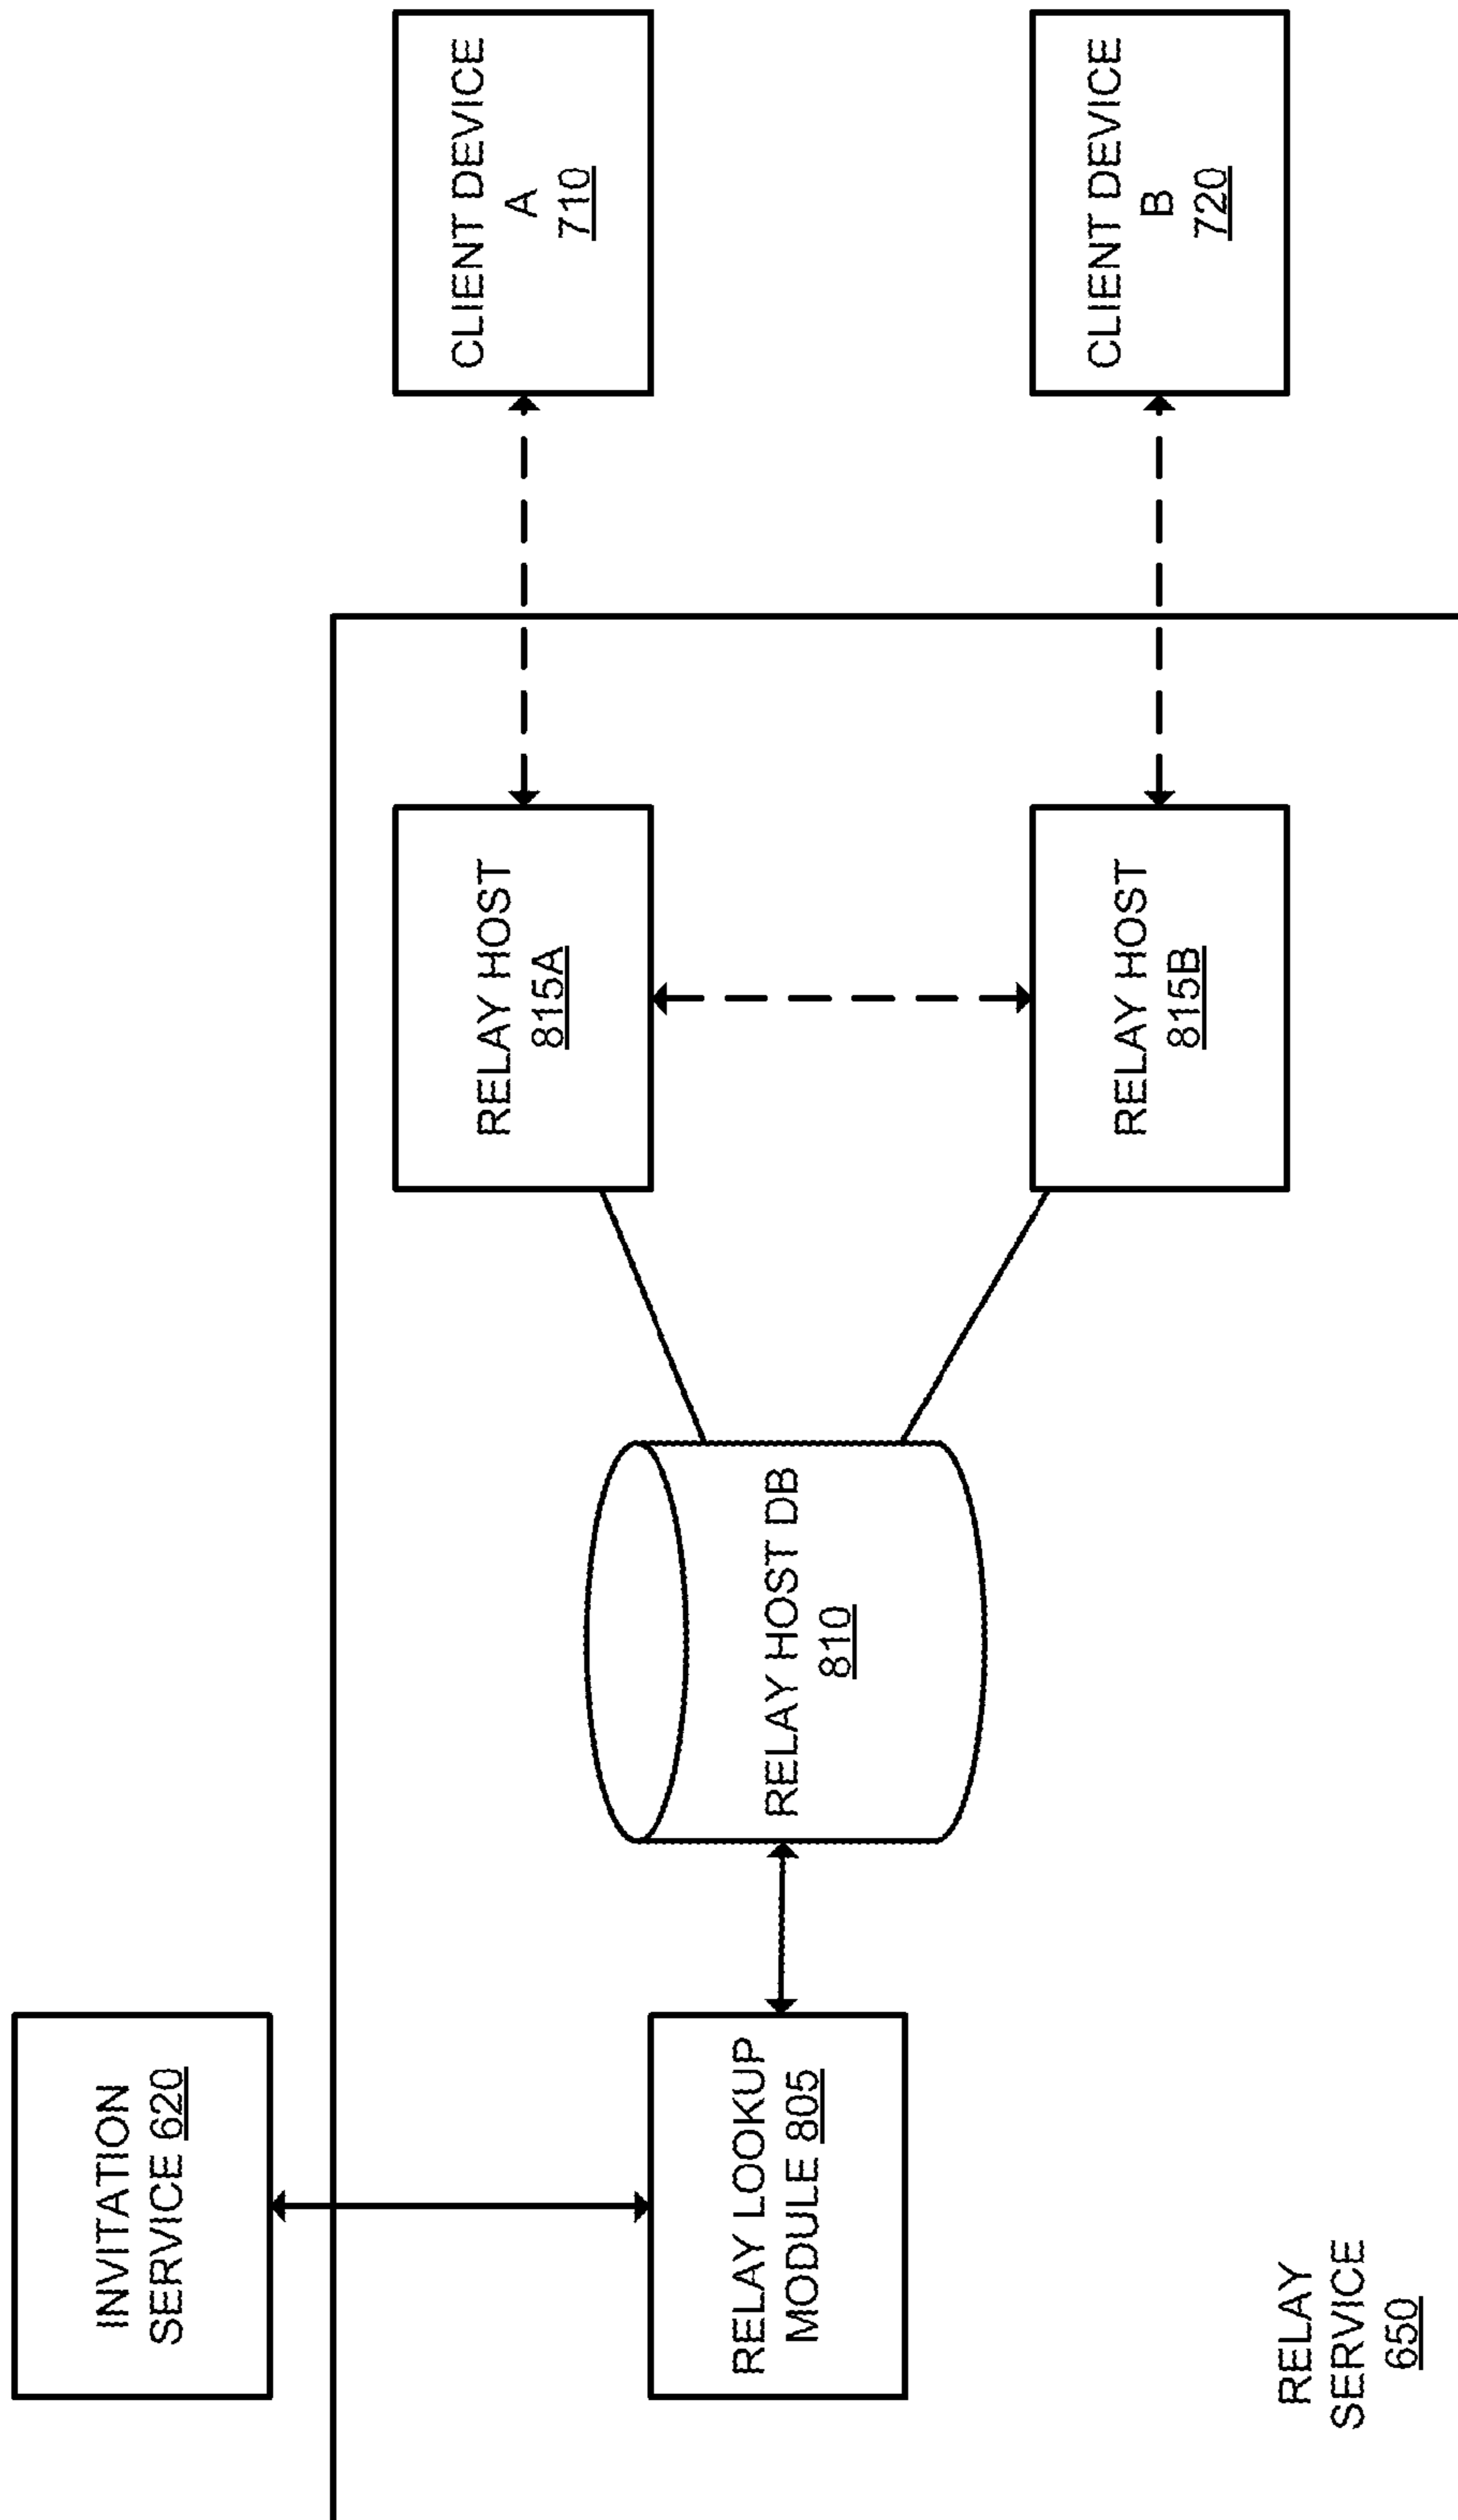 INVITATION
SERVICE 620
RELAY LOOKUP
MODULE 805
RELAY HOST DB
810
RELAY HOST
815A
RELAY HOST
815B
CLIENT DEVICE
A
710
CLIENT DEVICE
B
720
RELAY
SERVICE
650